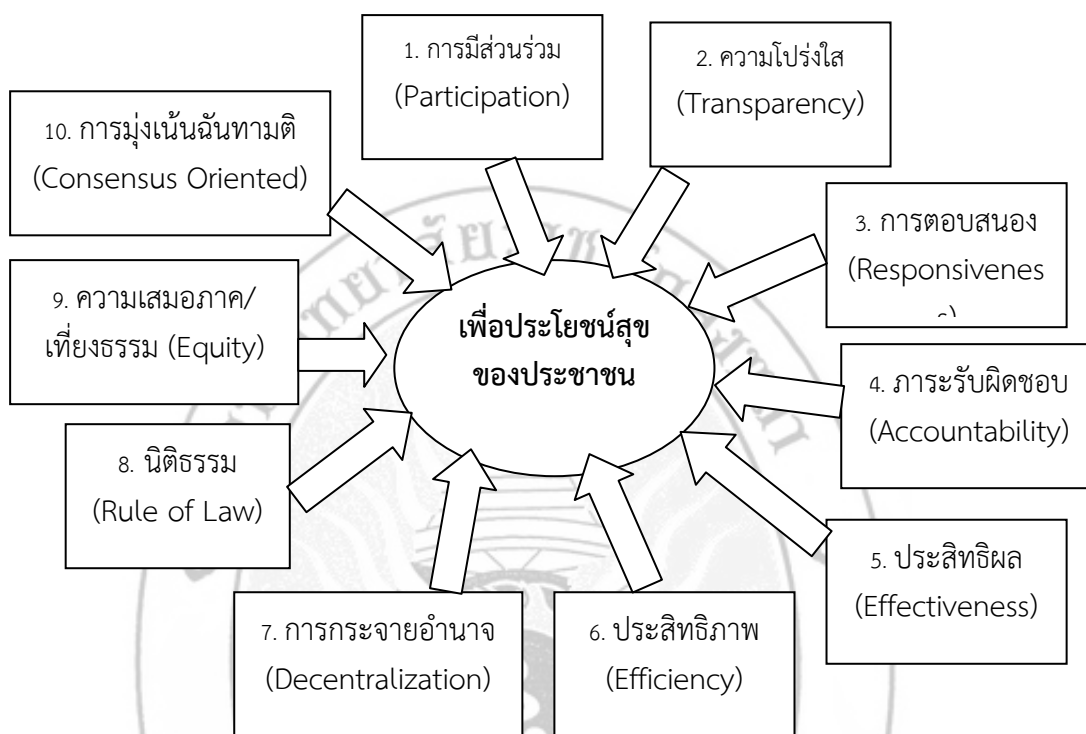 1. การมีส่วนร่วม
(Participation)
2. ความโปร่งใส
(Transparency)
3. การตอบสนอง
(Responsivenes
s)
4. ภาระรับผิดชอบ
(Accountability)
5. ประสิทธิผล
(Effectiveness)
6. ประสิทธิภาพ
(Efficiency)
7. การกระจายอำนาจ
(Decentralization)
8. นิติธรรม
(Rule of Law)
9. ความเสมอภาค/
เที่ยงธรรม (Equity)
10. การมุ่งเน้นฉันทามติ
(Consensus Oriented)
เพื่อประโยชน์สุข
ของประชาชน